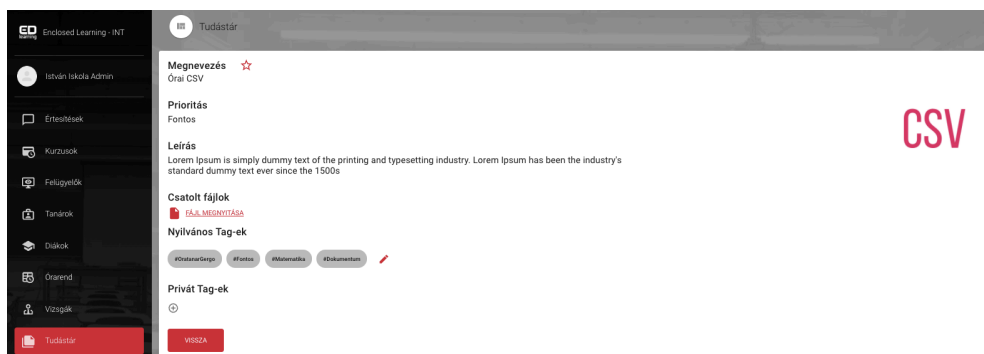 ED
learning
Enclosed Learning - INT
István Iskola Admin
Értesítések
Kurzusok
Felügyelők
Tanárok
Diákok
Órarend
Vizsgák
Tudástár
Tudástár
Megnevezés
Órai CSV
Prioritás
Fontos
Leírás
Lorem Ipsum is simply dummy text of the printing and typesetting industry. Lorem Ipsum has been the industry's
standard dummy text ever since the 1500s
Csatolt fájlok
FÁJL MEGNYITÁSA
Nyilvános Tag-ek
#OratanarGergo #Fontos #Matematika #Dokumentum
Privát Tag-ek
VISSZA
CSV